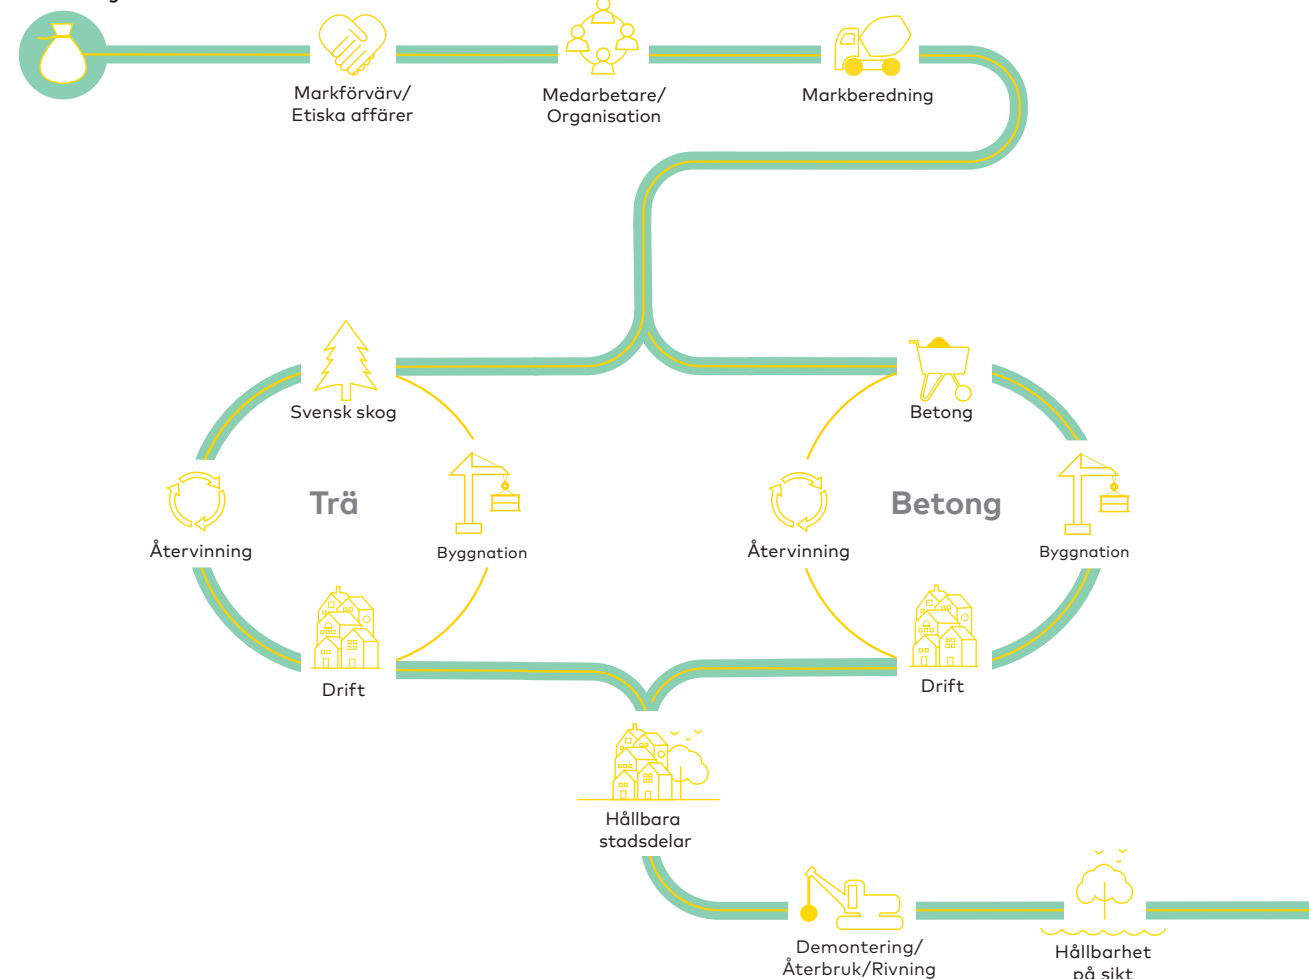 Markförvärv/
Etiska affärer
Medarbetare/
Organisation
Markberedning
Svensk skog
Betong
Trä
Betong
Återvinning
Byggnation
Återvinning
Byggnation
Drift
Drift
Hållbara
stadsdelar
Demontering/
Återbruk/Rivning
Hållbarhet
på sikt